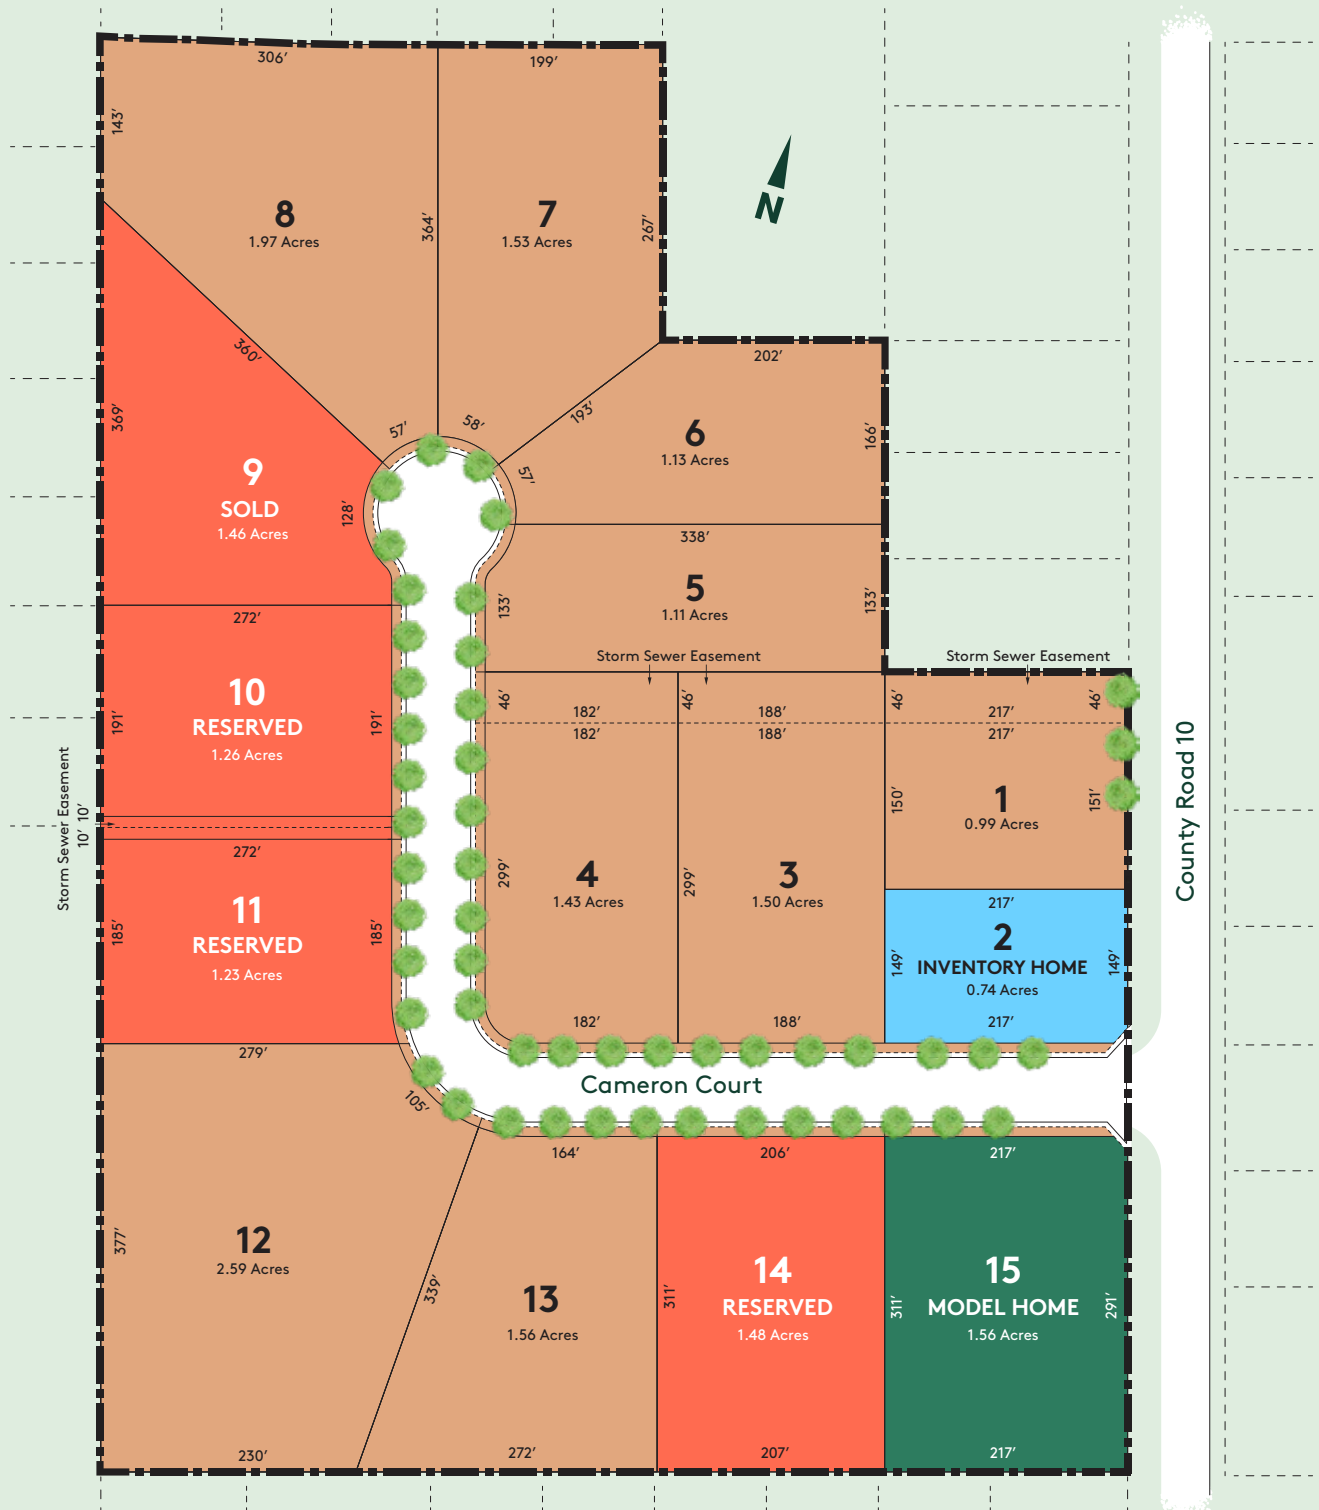 306′
199′
143′
8
1.97 Acres
364′
7
1.53 Acres
267′
N
360′
369′
57′
58′
193′
57′
202′
6
1.13 Acres
166′
9
SOLD
1.46 Acres
128′
338′
5
1.11 Acres
133′
133′
272′
Storm Sewer Easement
Storm Sewer Easement
10
RESERVED
1.26 Acres
191′
191′
46′
182′
182′
46′
188′
188′
46′
217′
217′
46′
Storm Sewer Easement
10′ 10′
272′
11
RESERVED
1.23 Acres
185′
185′
299′
4
1.43 Acres
299′
3
1.50 Acres
150′
1
0.99 Acres
151′
County Road 10
217′
2
INVENTORY HOME
0.74 Acres
149′
149′
182′
188′
217′
279′
105′
Cameron Court
164′
206′
217′
377′
12
2.59 Acres
339′
13
1.56 Acres
311′
14
RESERVED
1.48 Acres
311′
15
MODEL HOME
1.56 Acres
291′
230′
272′
207′
217′